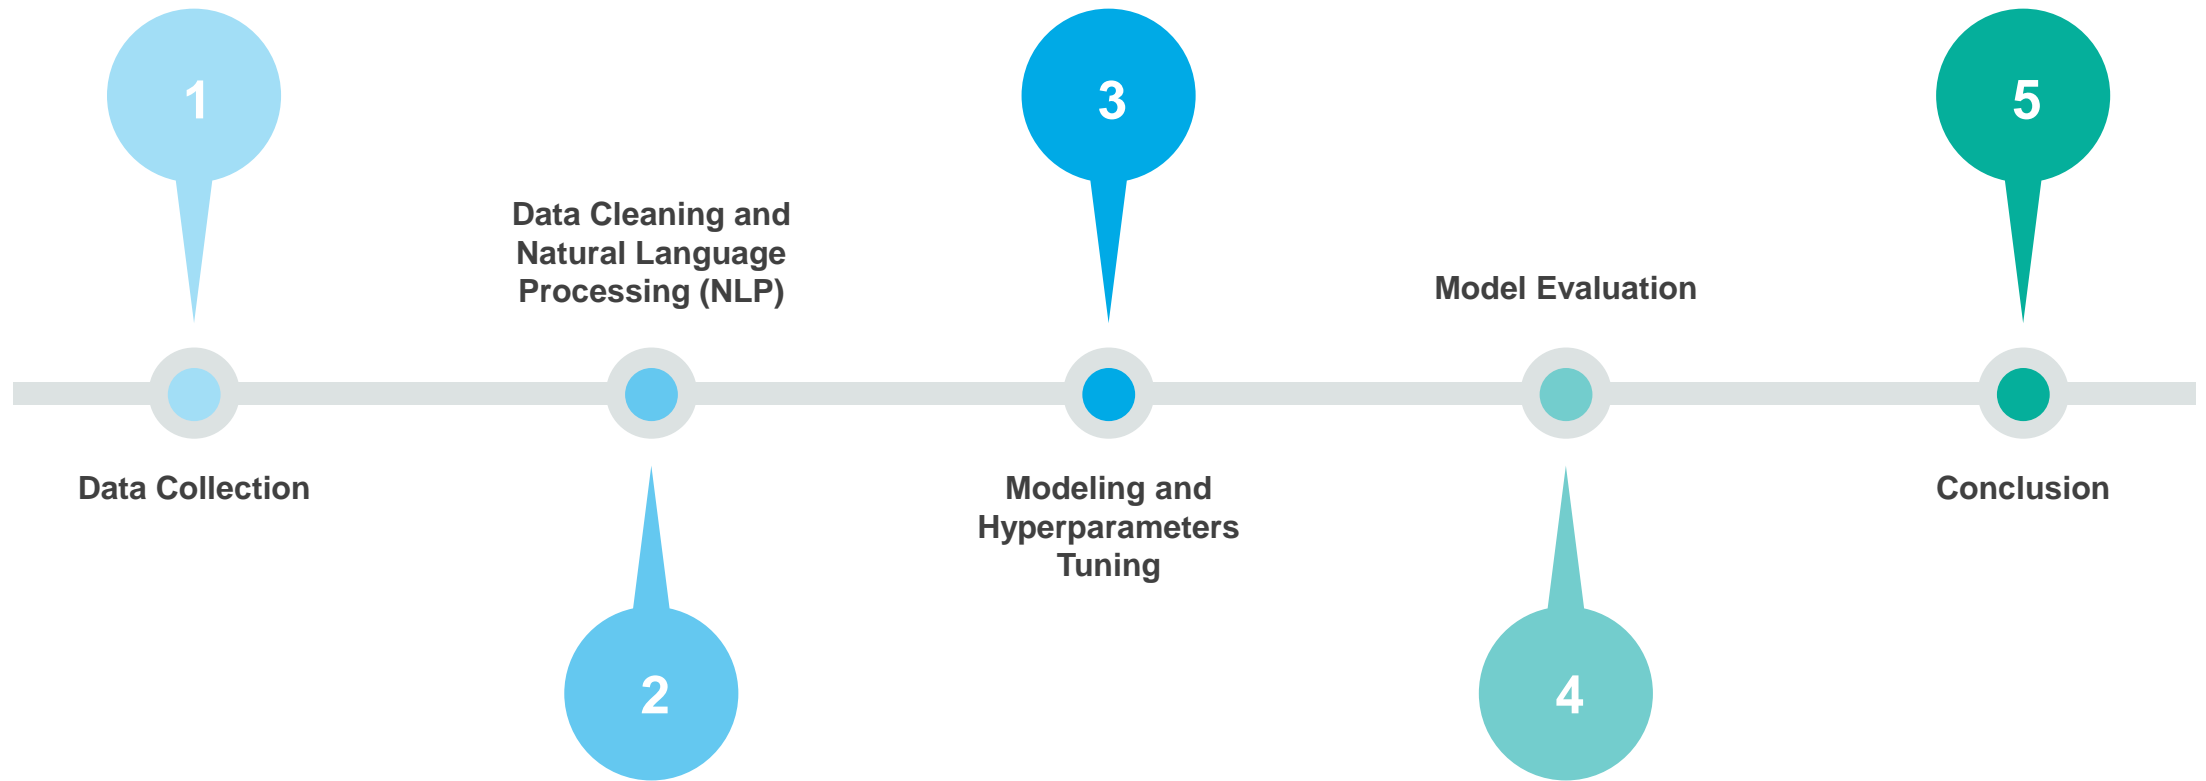 1
Data Collection
Data Cleaning and
Natural Language
Processing (NLP)
2
3
Modeling and
Hyperparameters
Tuning
Model Evaluation
4
5
Conclusion